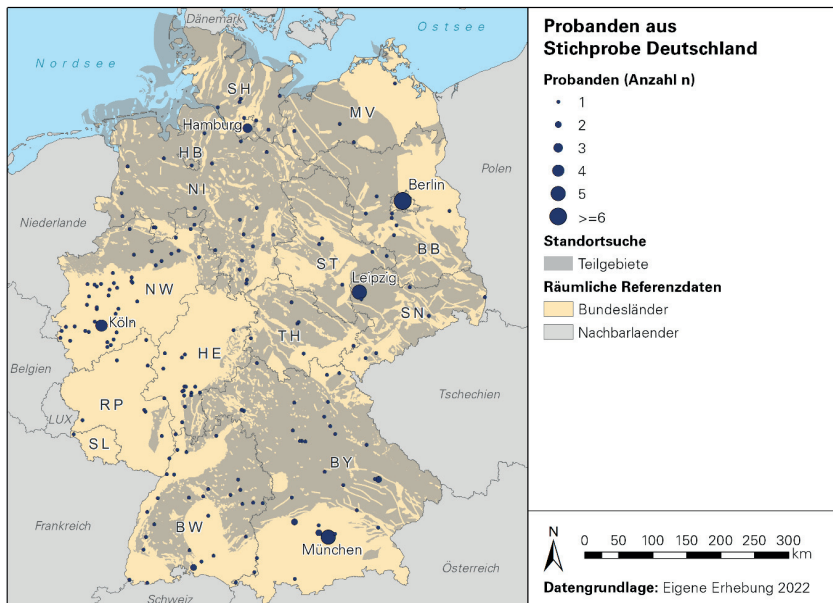 Dänemark
Ostsee
Nordsee
SH
MV
Hamburg
HB
Polen
Berlin
NI
Niederlande
BB
ST
Leipzig
NW
SN
Köln
TH
HE
Belgien
Tschechien
RP
LUX
SL
BY
Frankreich
BW
München
Österreich
Schweiz
Probanden aus
Stichprobe Deutschland
Probanden (Anzahl n)
1
2
3
4
5
>=6
Standortsuche
Teilgebiete
Räumliche Referenzdaten
Bundesländer
Nachbarlaender
N
0 50 100 150 200 250 300
km
Datengrundlage: Eigene Erhebung 2022